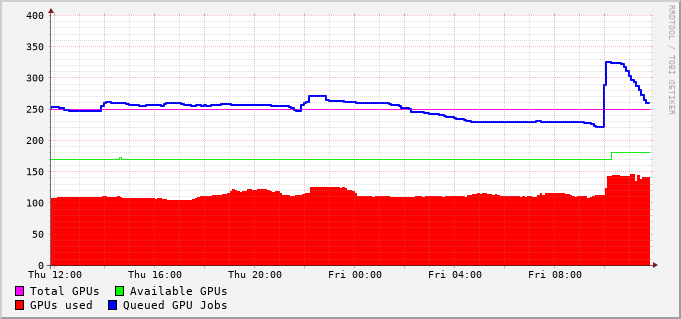 RRDTOOL / TOBI OETIKER
400
350
300
250
200
150
100
50
0
Thu 12:00 Thu 16:00 Thu 20:00 Fri 00:00 Fri 04:00 Fri 08:00
Total GPUs Available GPUs
GPUs used Queued GPU Jobs